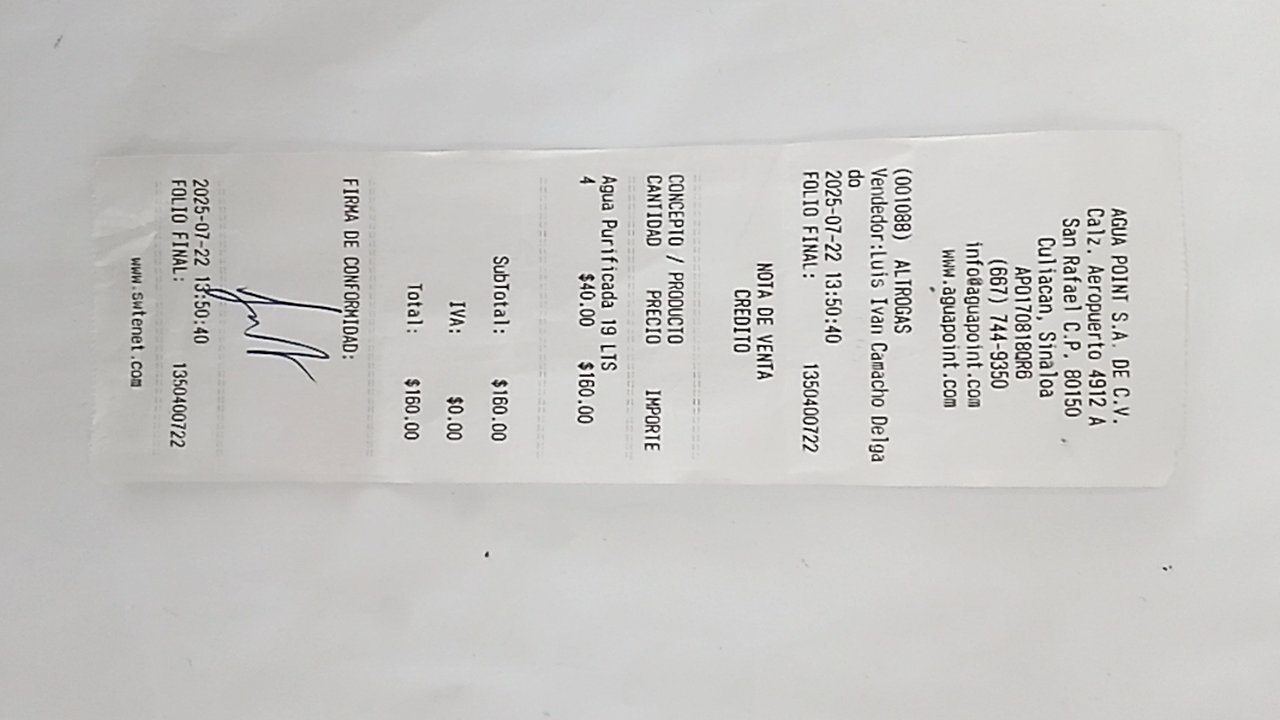 AGUA POINT S.A. DE C.V.
Calz. Aeropuerto 4912 A
San Rafael C.P. 80150
Culiacan, Sinaloa
APO170818QR6
(667) 744-9350
info@aguapoint.com
www.aguapoint.com
(001088) ALTROGAS
Vendedor:Luis Ivan Camacho Delga
do
2025-07-22 13:50:40
FOLIO FINAL: 1350400722
NOTA DE VENTA
CREDITO
CONCEPTO / PRODUCTO
CANTIDAD PRECIO IMPORTE
Agua Purificada 19 LTS
4 $40.00 $160.00
SubTotal: $160.00
IVA: $0.00
Total: $160.00
FIRMA DE CONFORMIDAD:
2025-07-22 13:50:40
FOLIO FINAL: 1350400722
www.swtenet.com